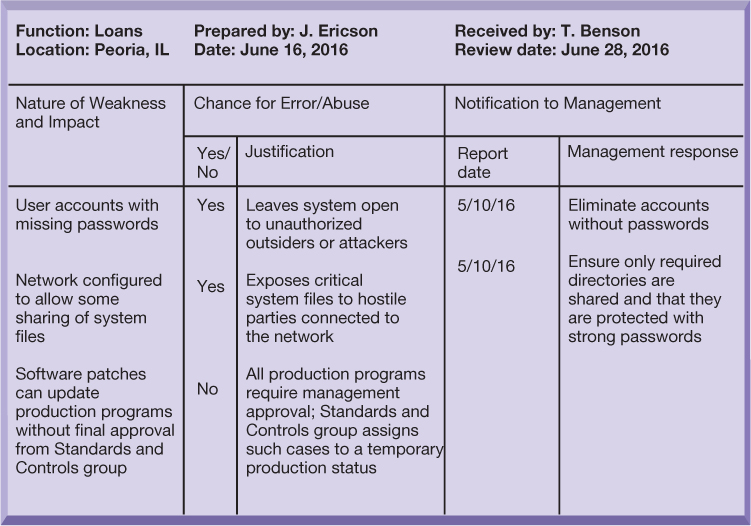 Function: Loans
Location: Peoria, IL
Prepared by: J. Ericson
Date: June 16, 2016
Received by: T. Benson
Review date: June 28, 2016
Nature of Weakness
and Impact
Chance for Error/Abuse
Notification to Management
Yes/
No
Justification
Report
date
Management response
User accounts with
missing passwords
Yes
Leaves system open
to unauthorized
outsiders or attackers
5/10/16
Eliminate accounts
without passwords
Network configured
to allow some
sharing of system
files
Yes
Exposes critical
system files to hostile
parties connected to
the network
5/10/16
Ensure only required
directories are
shared and that they
are protected with
strong passwords
Software patches
can update
production programs
without final approval
from Standards and
Controls group
No
All production programs
require management
approval; Standards and
Controls group assigns
such cases to a temporary
production status